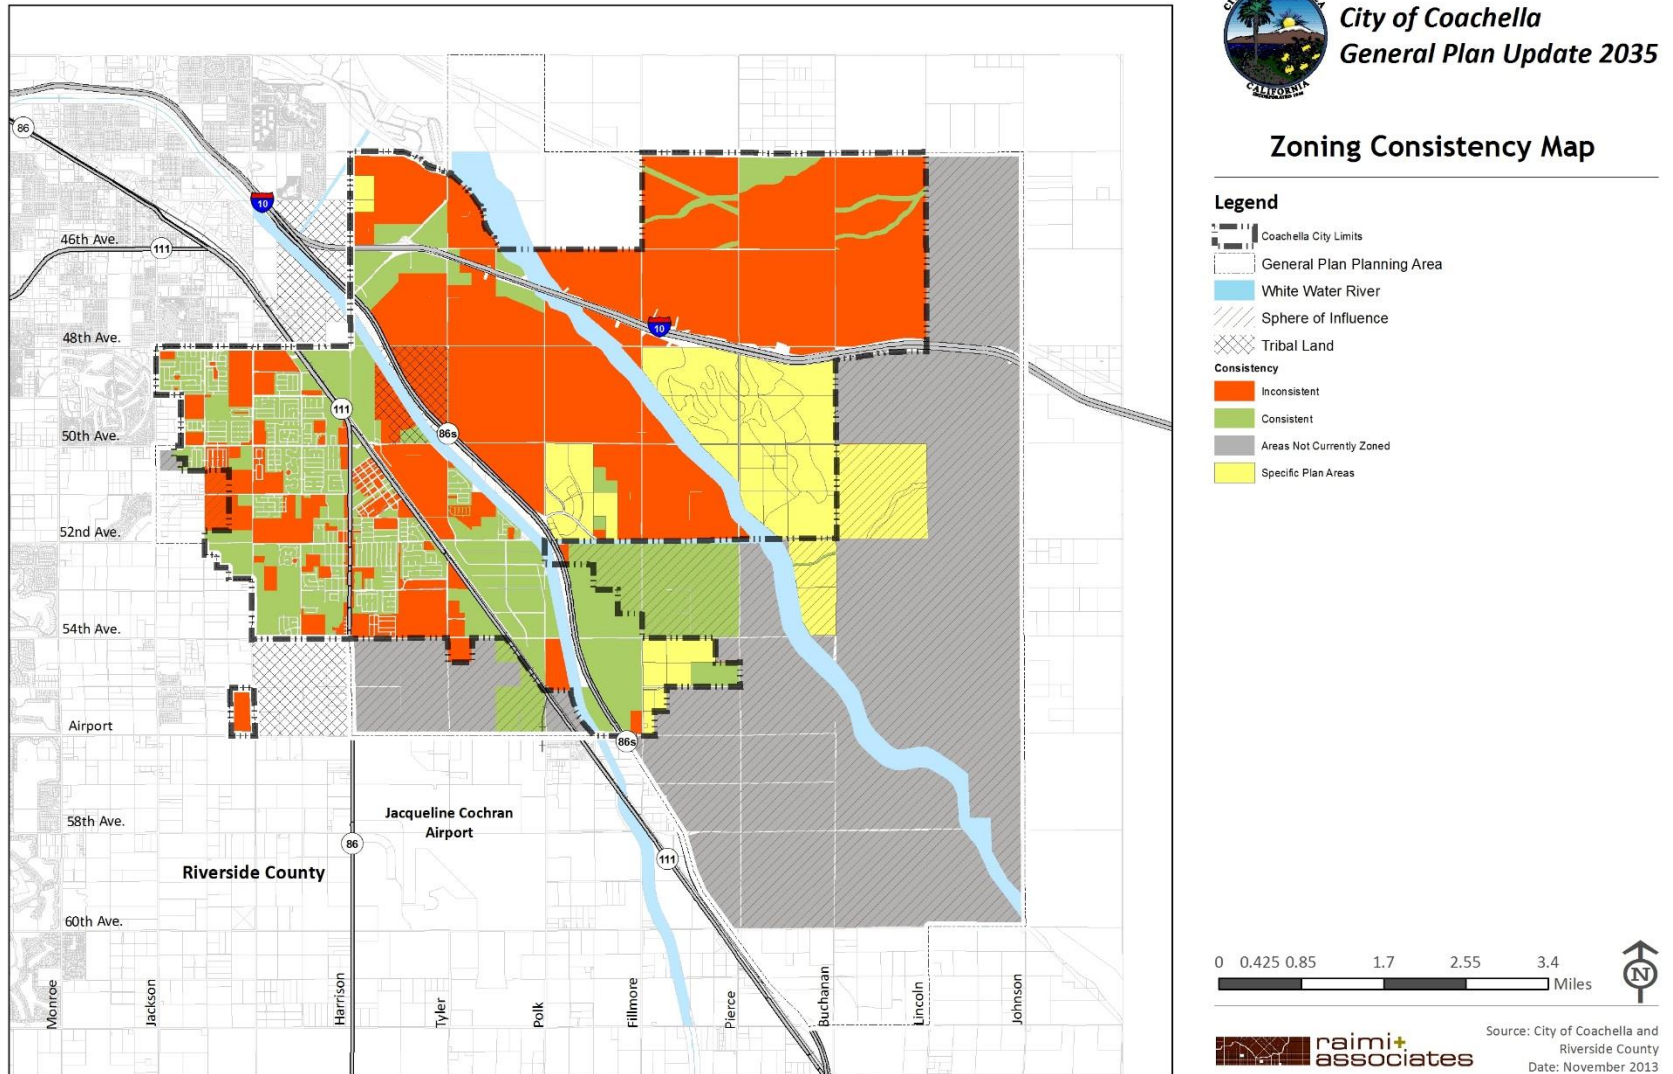 City of Coachella
General Plan Update 2035
CALIFORNIA
Zoning Consistency Map
Legend
Coachella City Limits
General Plan Planning Area
White Water River
Sphere of Influence
Tribal Land
Consistency
Inconsistent
Consistent
Areas Not Currently Zoned
Specific Plan Areas
86
10
46th Ave.
111
10
48th Ave.
111
86s
50th Ave.
52nd Ave.
54th Ave.
Airport
86s
Jacqueline Cochran
Airport
58th Ave.
86
111
Riverside County
60th Ave.
Monroe
Jackson
Harrison
Tyler
Polk
Fillmore
Pierce
Buchanan
Lincoln
Johnson
0 0.425 0.85 1.7 2.55 3.4
Miles
N
raimi+
associates
Source: City of Coachella and
Riverside County
Date: November 2013